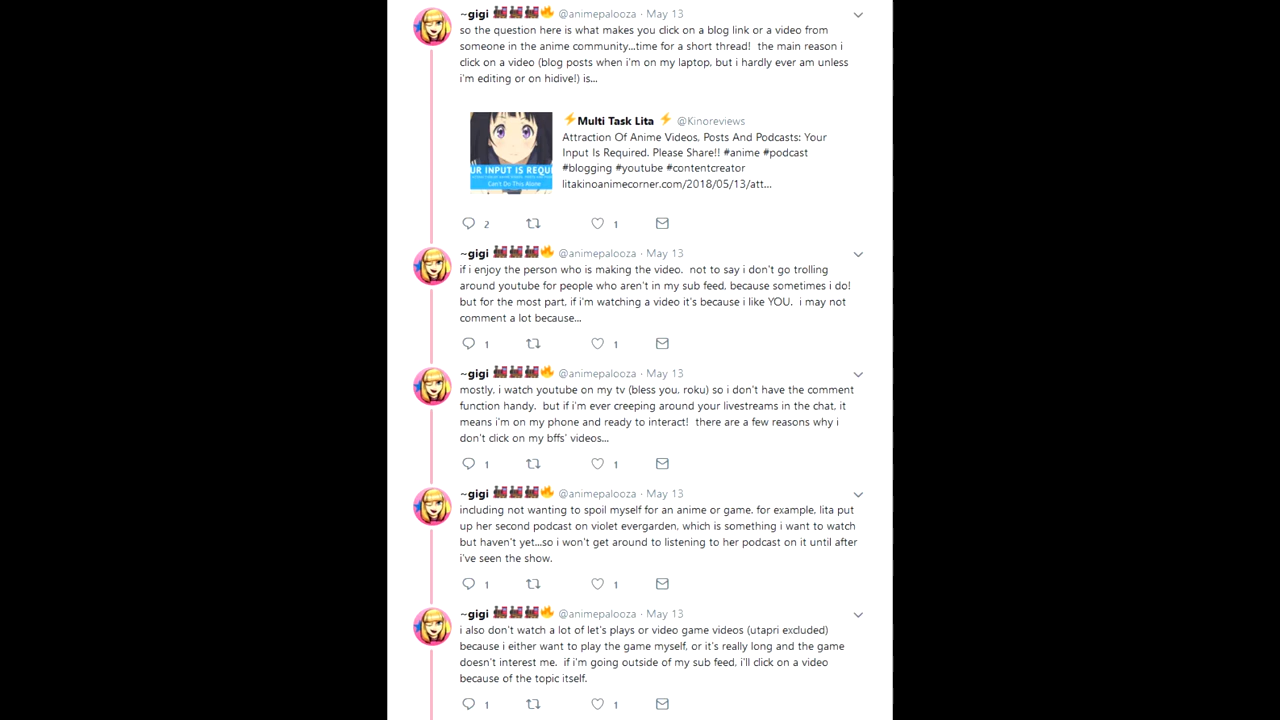 ~gigi 🚂🚂🚂🔥 @animepalooza · May 13
so the question here is what makes you click on a blog link or a video from
someone in the anime community...time for a short thread!  the main reason i
click on a video (blog posts when i'm on my laptop, but i hardly ever am unless
i'm editing or on hidive!) is...
⚡Multi Task Lita ⚡ @Kinoreviews
Attraction Of Anime Videos, Posts And Podcasts: Your
Input Is Required. Please Share!! #anime #podcast
#blogging #youtube #contentcreator
litakinoanimecorner.com/2018/05/13/att...
UR INPUT IS REQUI
Can't Do This Alone
2 1
~gigi 🚂🚂🚂🔥 @animepalooza · May 13
if i enjoy the person who is making the video.  not to say i don't go trolling
around youtube for people who aren't in my sub feed, because sometimes i do!
but for the most part, if i'm watching a video it's because i like YOU.  i may not
comment a lot because...
1 1
~gigi 🚂🚂🚂🔥 @animepalooza · May 13
mostly, i watch youtube on my tv (bless you, roku) so i don't have the comment
function handy.  but if i'm ever creeping around your livestreams in the chat, it
means i'm on my phone and ready to interact!  there are a few reasons why i
don't click on my bffs' videos...
1 1
~gigi 🚂🚂🚂🔥 @animepalooza · May 13
including not wanting to spoil myself for an anime or game. for example, lita put
up her second podcast on violet evergarden, which is something i want to watch
but haven't yet...so i won't get around to listening to her podcast on it until after
i've seen the show.
1 1
~gigi 🚂🚂🚂🔥 @animepalooza · May 13
i also don't watch a lot of let's plays or video game videos (utapri excluded)
because i either want to play the game myself, or it's really long and the game
doesn't interest me.  if i'm going outside of my sub feed, i'll click on a video
because of the topic itself.
1 1